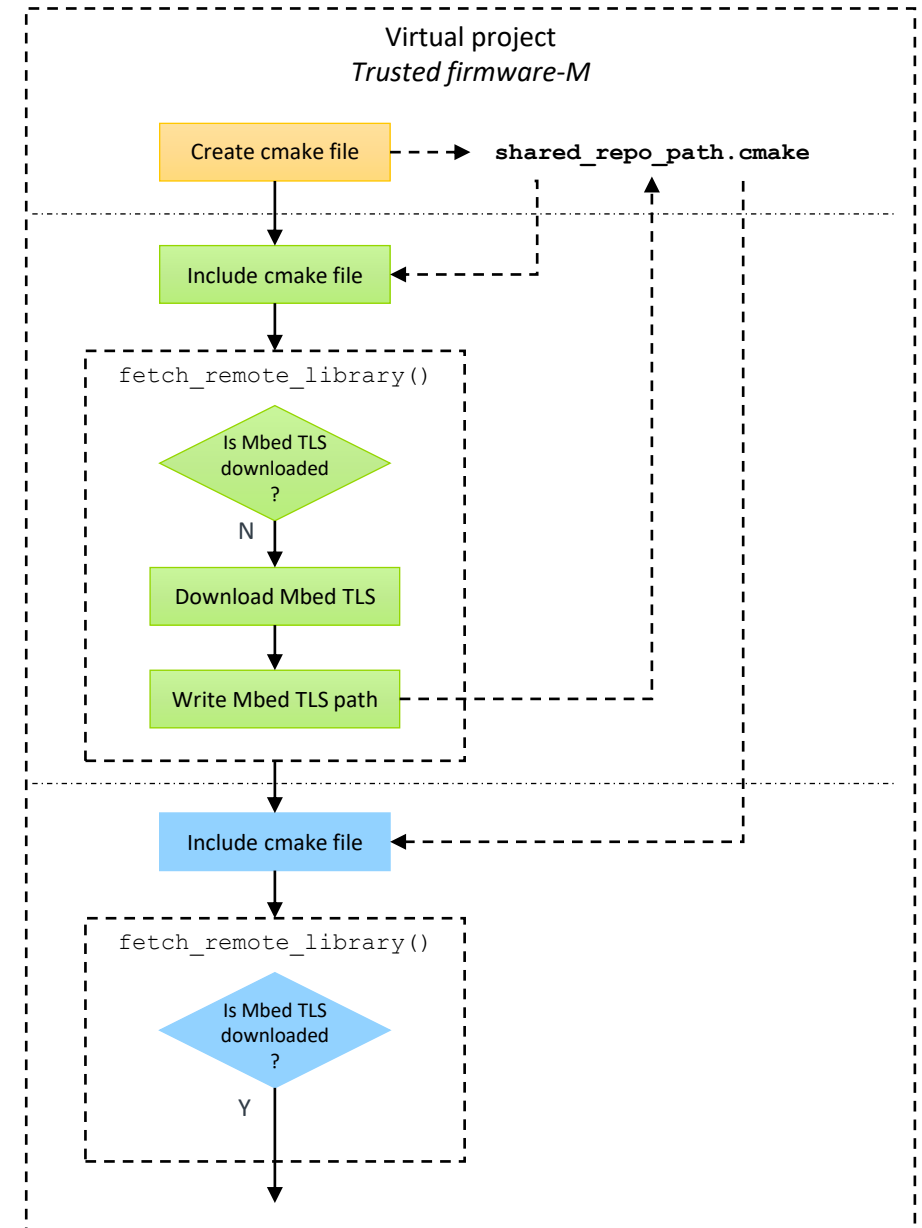 Virtual project
Trusted firmware-M
Create cmake file
shared_repo_path.cmake
Include cmake file
fetch_remote_library()
Is Mbed TLS
downloaded
?
N
Download Mbed TLS
Write Mbed TLS path
Include cmake file
fetch_remote_library()
Is Mbed TLS
downloaded
?
Y